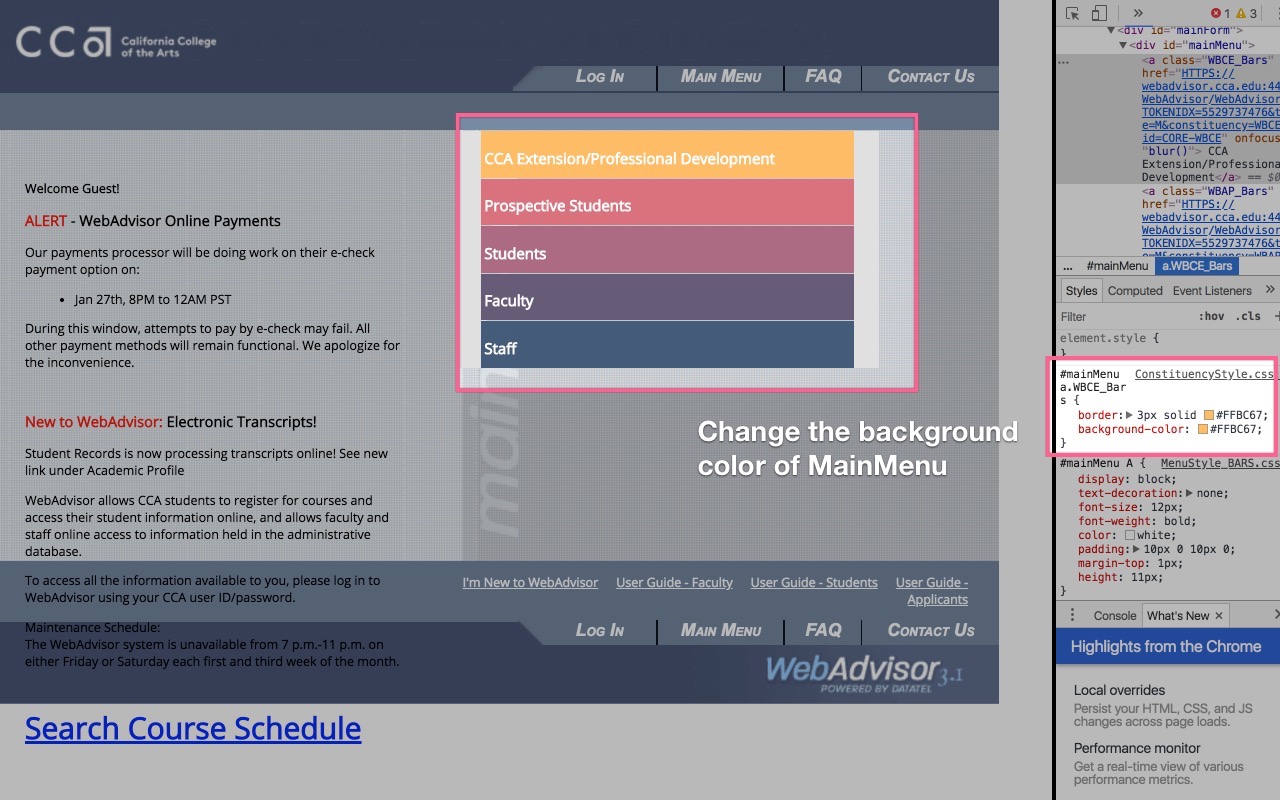 CCA California College
of the Arts
LOG IN MAIN MENU FAQ CONTACT US
CCA Extension/Professional Development
Prospective Students
Students
Faculty
Staff
main
Change the background
color of MainMenu
Welcome Guest!
ALERT - WebAdvisor Online Payments
Our payments processor will be doing work on their e-check
payment option on:
• Jan 27th, 8PM to 12AM PST
During this window, attempts to pay by e-check may fail. All
other payment methods will remain functional. We apologize for
the inconvenience.
New to WebAdvisor: Electronic Transcripts!
Student Records is now processing transcripts online! See new
link under Academic Profile
WebAdvisor allows CCA students to register for courses and
access their student information online, and allows faculty and
staff online access to information held in the administrative
database.
To access all the information available to you, please log in to
WebAdvisor using your CCA user ID/password.
Maintenance Schedule:
The WebAdvisor system is unavailable from 7 p.m.-11 p.m. on
either Friday or Saturday each first and third week of the month.
I'm New to WebAdvisor User Guide - Faculty User Guide - Students User Guide -
Applicants
LOG IN MAIN MENU FAQ CONTACT US
WebAdvisor 3.1
POWERED BY DATATEL
Search Course Schedule
» 1 3
▼<div id="mainForm">
▼<div id="mainMenu">
... <a class="WBCE_Bars"
href="HTTPS://
webadvisor.cca.edu:44
WebAdvisor/WebAdvisor
TOKENIDX=5529737476&t
e=M&constituency=WBCE
id=CORE-WBCE" onfocus
"blur()"> CCA
Extension/Professiona
Development</a> == $0
<a class="WBAP_Bars"
href="HTTPS://
webadvisor.cca.edu:44
WebAdvisor/WebAdvisor
TOKENIDX=5529737476&t
e=M&constituency=WBAP
... #mainMenu a.WBCE_Bars
Styles Computed Event Listeners »
Filter :hov .cls +
element.style {
}
#mainMenu ConstituencyStyle.css
a.WBCE_Bar
s {
border:▶ 3px solid #FFBC67;
background-color: #FFBC67;
}
#mainMenu A { MenuStyle_BARS.css
display: block;
text-decoration:▶ none;
font-size: 12px;
font-weight: bold;
color: white;
padding:▶ 10px 0 10px 0;
margin-top: 1px;
height: 11px;
}
Console What's New ×
Highlights from the Chrome
Local overrides
Persist your HTML, CSS, and JS
changes across page loads.
Performance monitor
Get a real-time view of various
performance metrics.